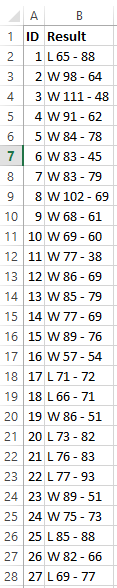 A B
1 ID Result
2 1 L 65 - 88
3 2 W 98 - 64
4 3 W 111 - 48
5 4 W 91 - 62
6 5 W 84 - 78
7 6 W 83 - 45
8 7 W 83 - 79
9 8 W 102 - 69
10 9 W 68 - 61
11 10 W 69 - 60
12 11 W 77 - 38
13 12 W 86 - 69
14 13 W 85 - 79
15 14 W 77 - 69
16 15 W 89 - 76
17 16 W 57 - 54
18 17 L 71 - 72
19 18 L 66 - 71
20 19 W 86 - 51
21 20 L 73 - 82
22 21 L 76 - 83
23 22 L 77 - 93
24 23 W 89 - 51
25 24 W 75 - 73
26 25 L 85 - 88
27 26 W 82 - 66
28 27 L 69 - 77